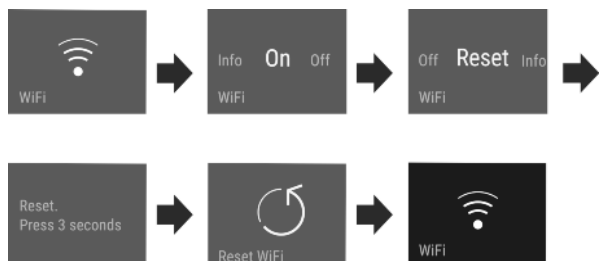 WiFi
Info On Off
WiFi
Off Reset Info
WiFi
Reset.
Press 3 seconds
Reset WiFi
WiFi